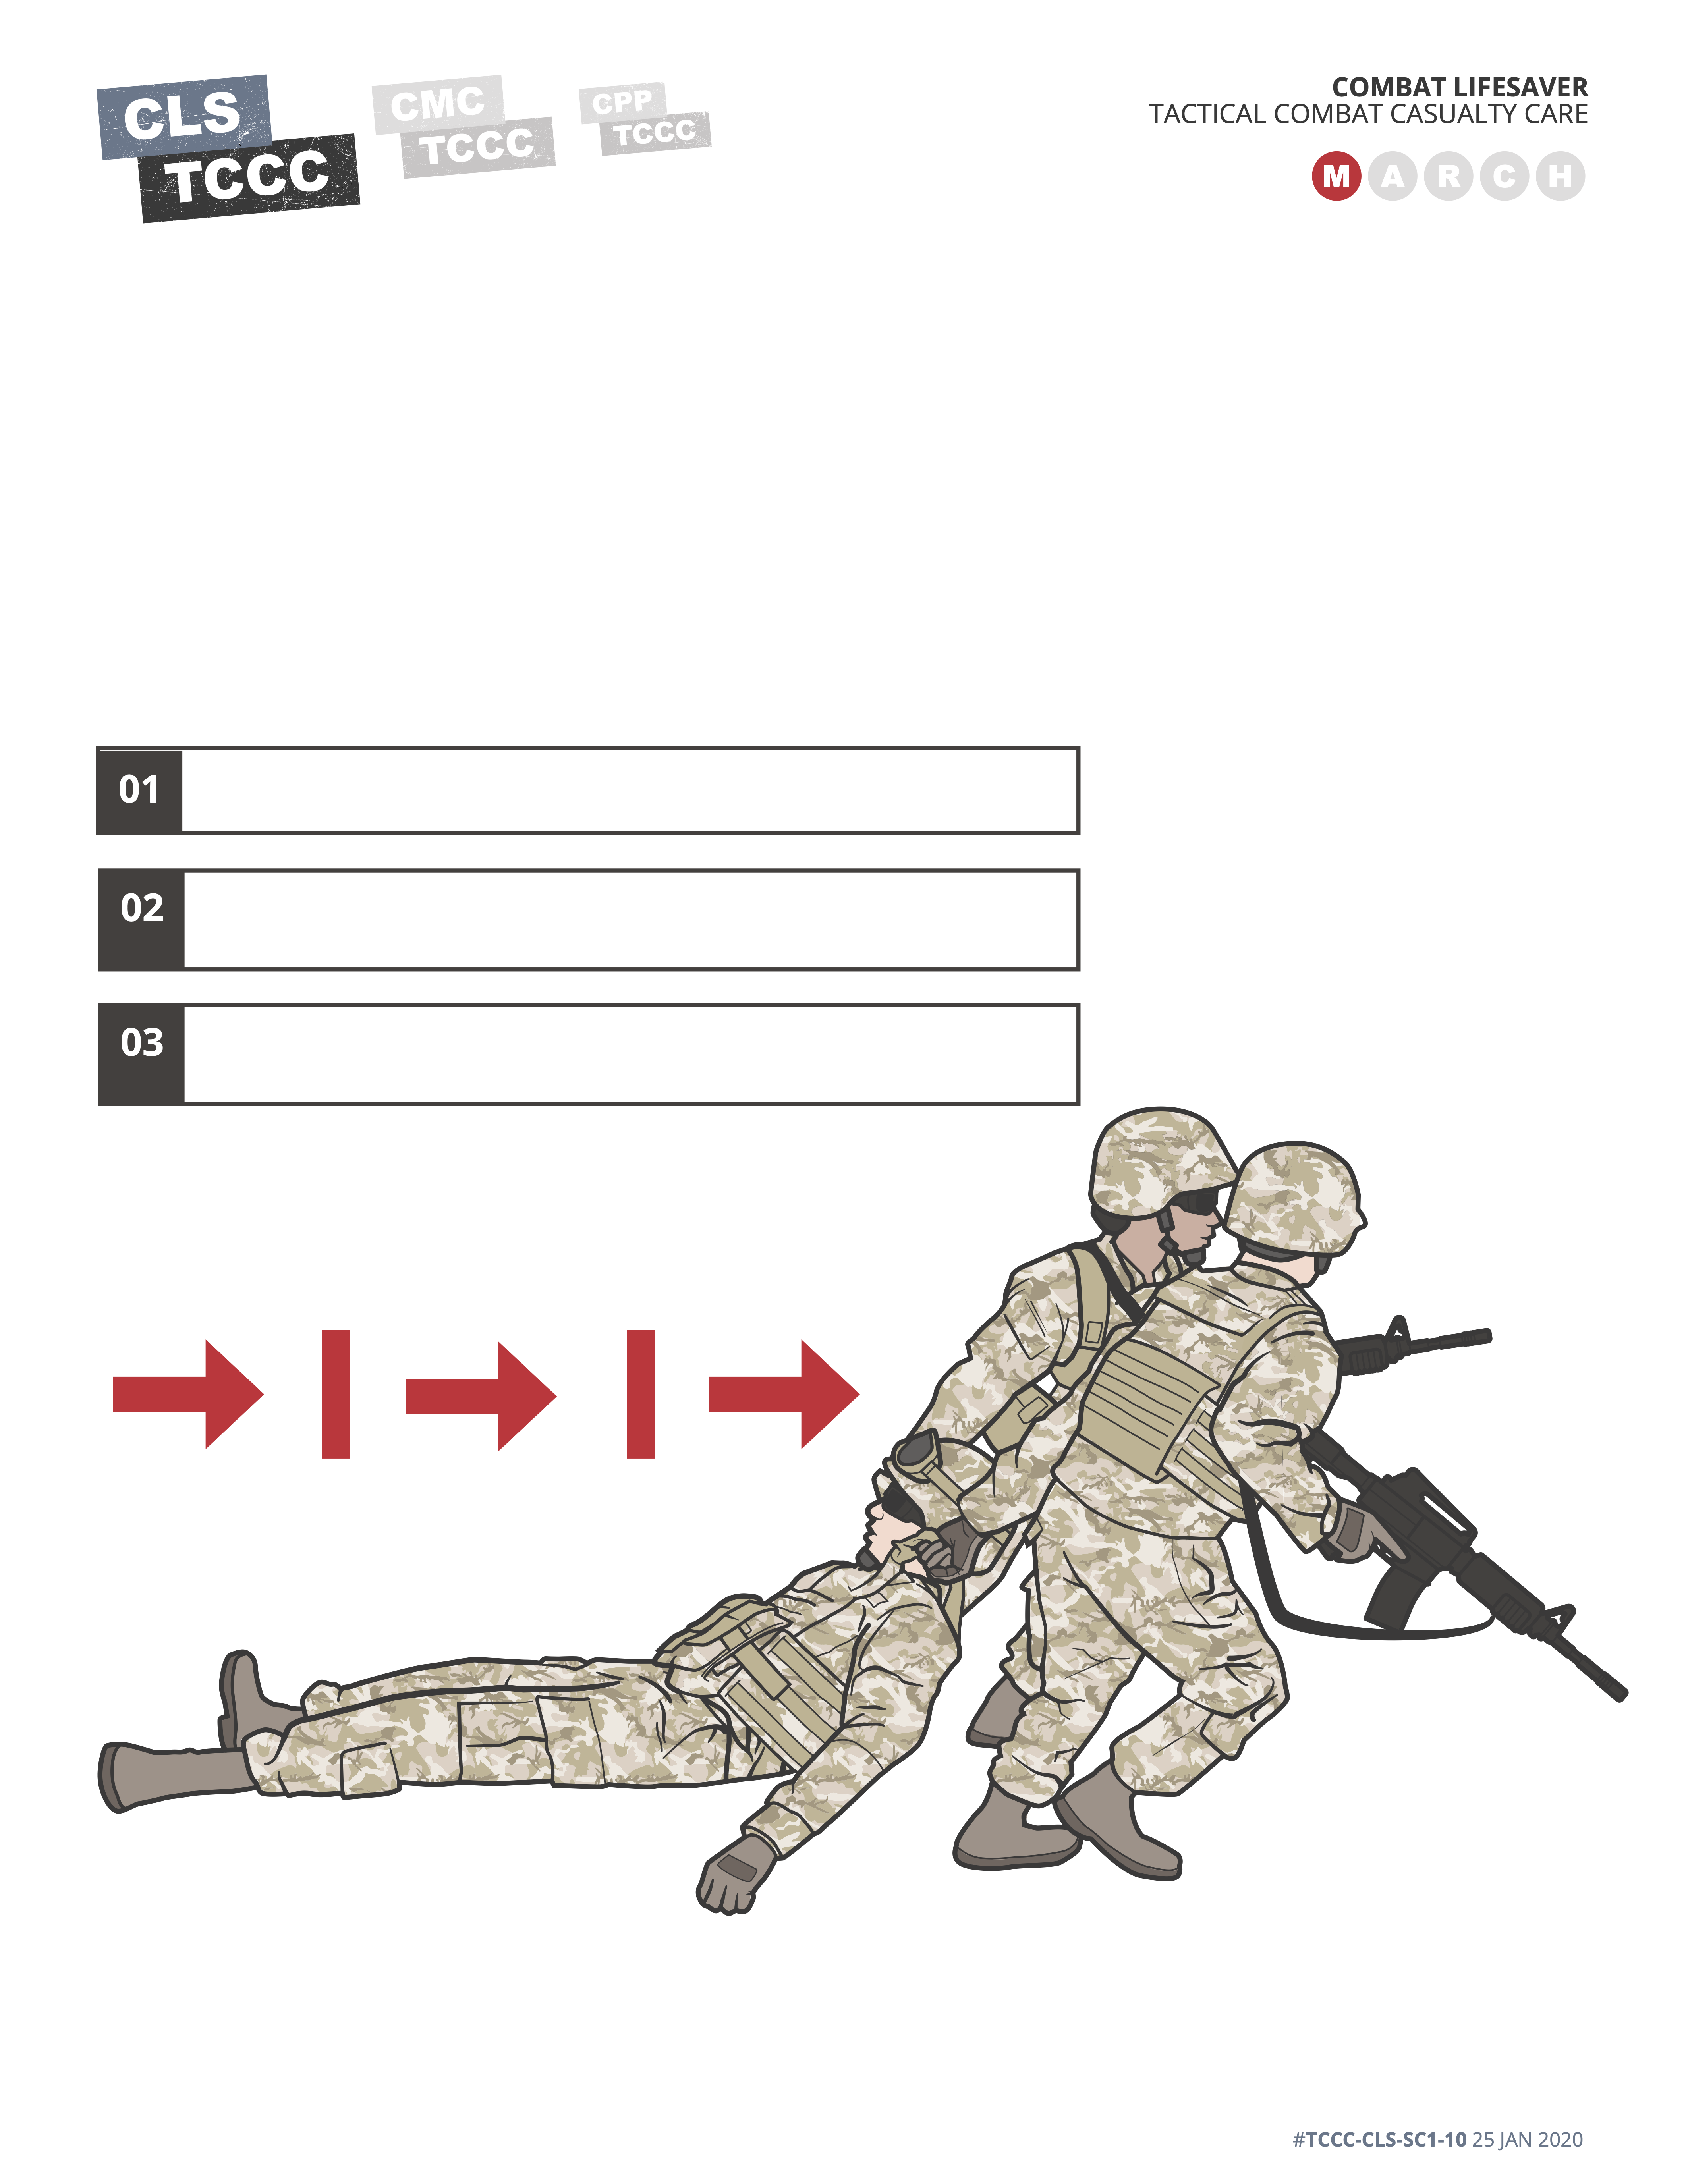 CLS
TCCC
CMC
TCCC
CPP
TCCC
COMBAT LIFESAVER
TACTICAL COMBAT CASUALTY CARE
M A R C H
01
02
03
#TCCC-CLS-SC1-10 25 JAN 2020